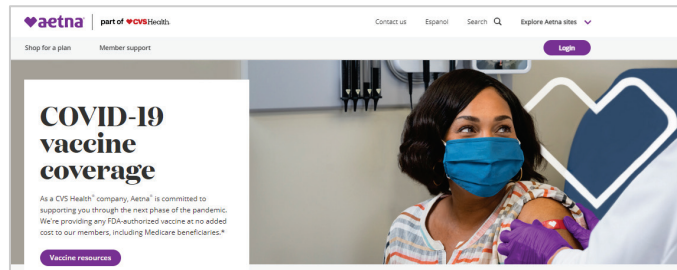 aetna part of CVS Health
Contact us Espanol Search Explore Aetna sites
Shop for a plan Member support Login
COVID-19
vaccine
coverage
As a CVS Health® company, Aetna® is committed to
supporting you through the next phase of the pandemic.
We're providing any FDA-authorized vaccine at no added
cost to our members, including Medicare beneficiaries.*
Vaccine resources